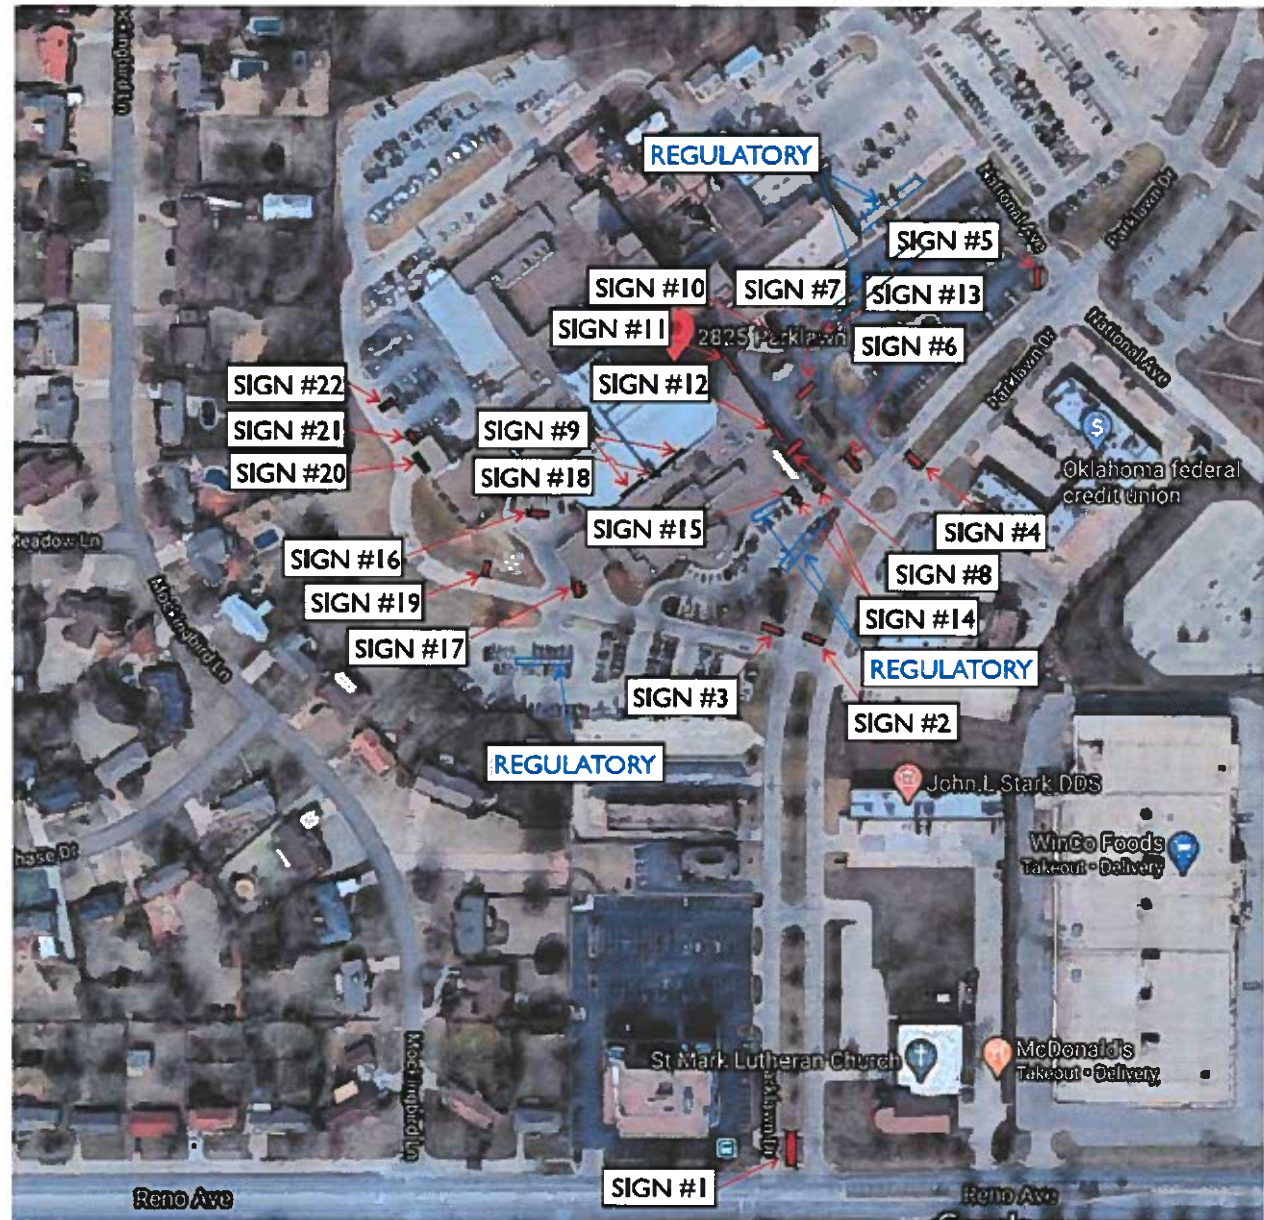 ckingbird Ln
REGULATORY
National Ave
Parklawn Dr
SIGN #5
SIGN #10
SIGN #7
SIGN #13
SIGN #11
2825 Parklawn
SIGN #6
National Ave
Parklawn Dr
SIGN #12
SIGN #22
SIGN #21
SIGN #9
SIGN #20
SIGN #18
Oklahoma federal
credit union
SIGN #15
SIGN #4
Meadow Ln
SIGN #16
SIGN #8
SIGN #19
SIGN #14
Mockingbird Ln
SIGN #17
REGULATORY
SIGN #3
SIGN #2
REGULATORY
John L Stark DDS
WinCo Foods
Takeout • Delivery
hase Dr
St Mark Lutheran Church
McDonald's
Takeout • Delivery
Mockingbird Ln
SIGN #1
Reno Ave
Reno Ave